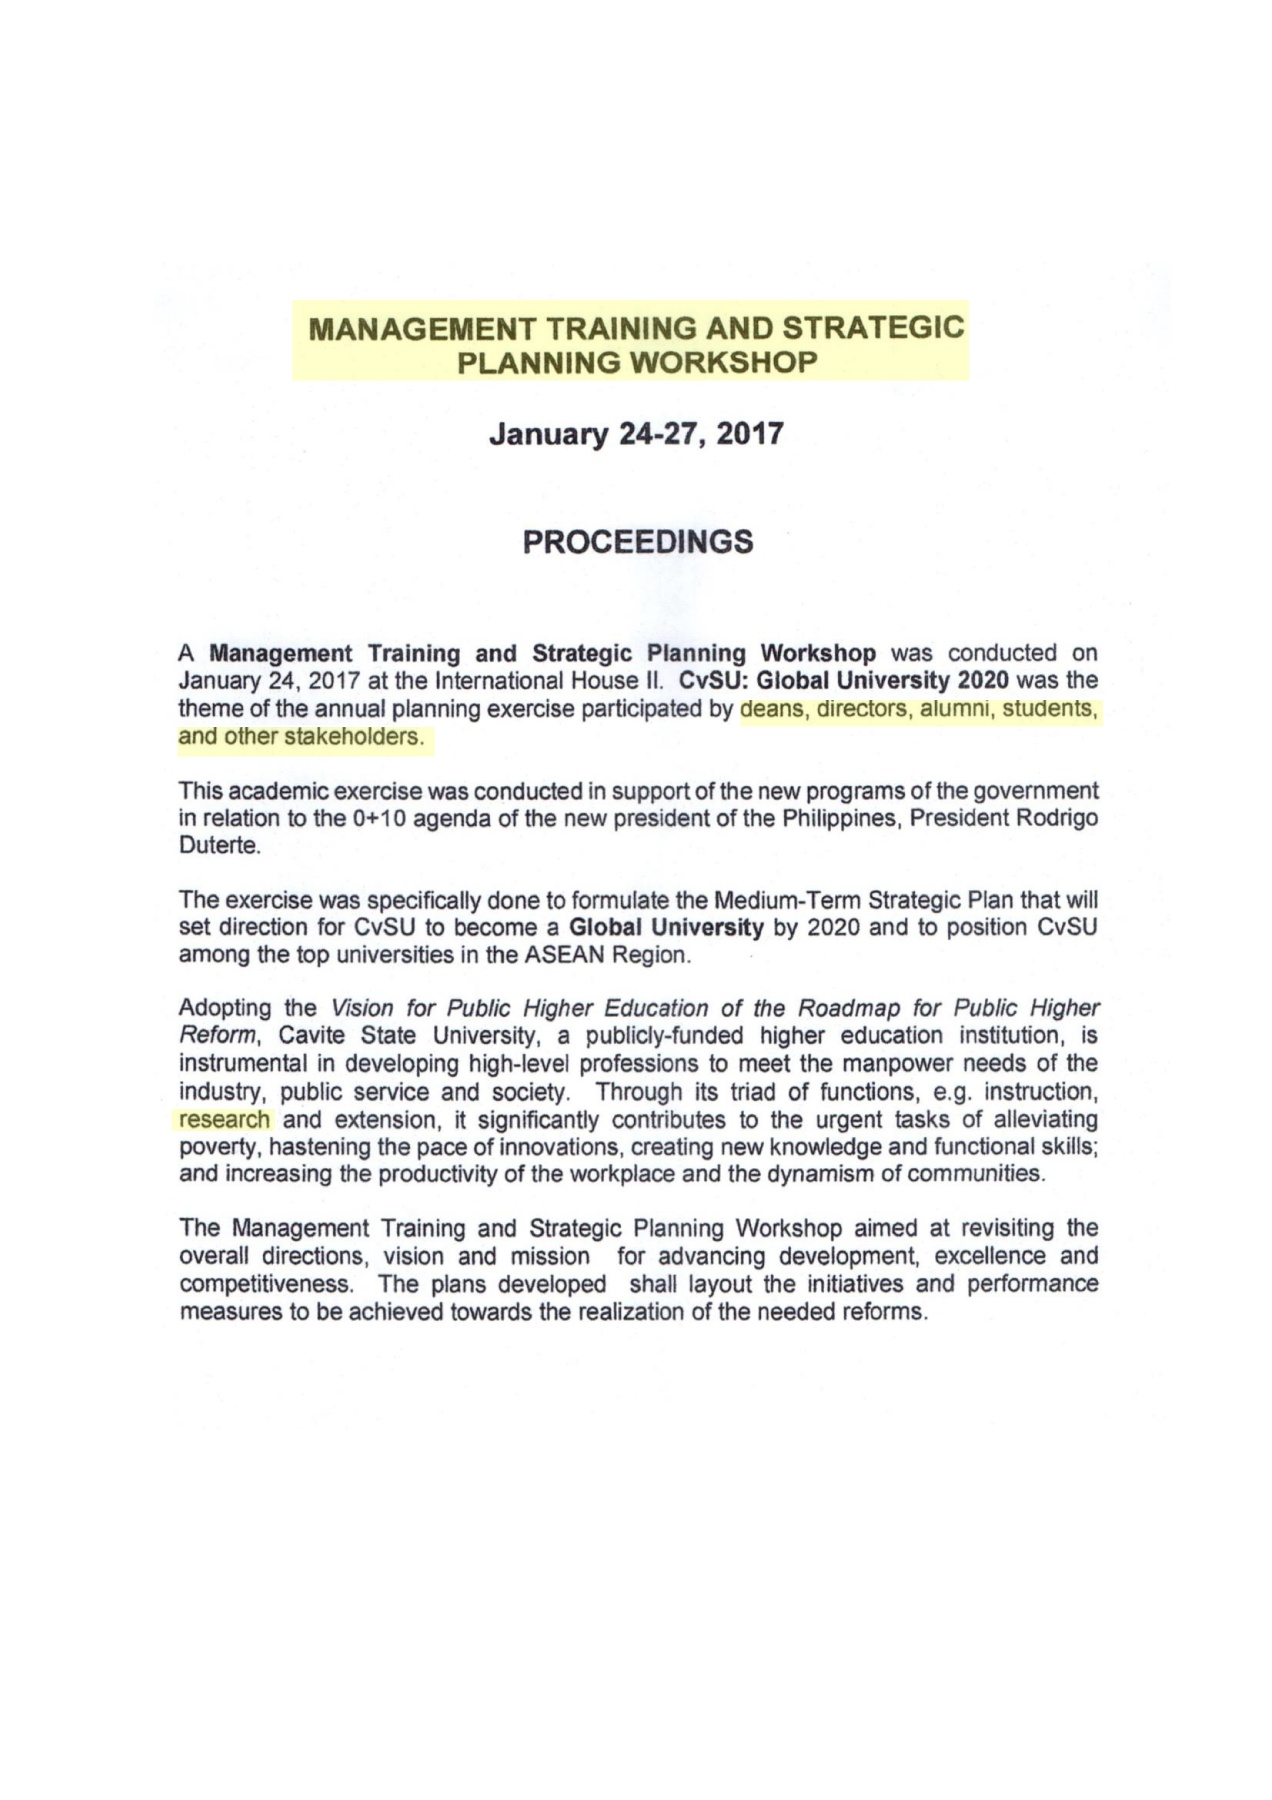 MANAGEMENT TRAINING AND STRATEGIC
PLANNING WORKSHOP
January 24-27, 2017
PROCEEDINGS
A Management Training and Strategic Planning Workshop was conducted on
January 24, 2017 at the International House II. CvSU: Global University 2020 was the
theme of the annual planning exercise participated by deans, directors, alumni, students,
and other stakeholders.
This academic exercise was conducted in support of the new programs of the government
in relation to the 0+10 agenda of the new president of the Philippines, President Rodrigo
Duterte.
The exercise was specifically done to formulate the Medium-Term Strategic Plan that will
set direction for CvSU to become a Global University by 2020 and to position CvSU
among the top universities in the ASEAN Region.
Adopting the Vision for Public Higher Education of the Roadmap for Public Higher
Reform, Cavite State University, a publicly-funded higher education institution, is
instrumental in developing high-level professions to meet the manpower needs of the
industry, public service and society. Through its triad of functions, e.g. instruction,
research and extension, it significantly contributes to the urgent tasks of alleviating
poverty, hastening the pace of innovations, creating new knowledge and functional skills;
and increasing the productivity of the workplace and the dynamism of communities.
The Management Training and Strategic Planning Workshop aimed at revisiting the
overall directions, vision and mission for advancing development, excellence and
competitiveness. The plans developed shall layout the initiatives and performance
measures to be achieved towards the realization of the needed reforms.